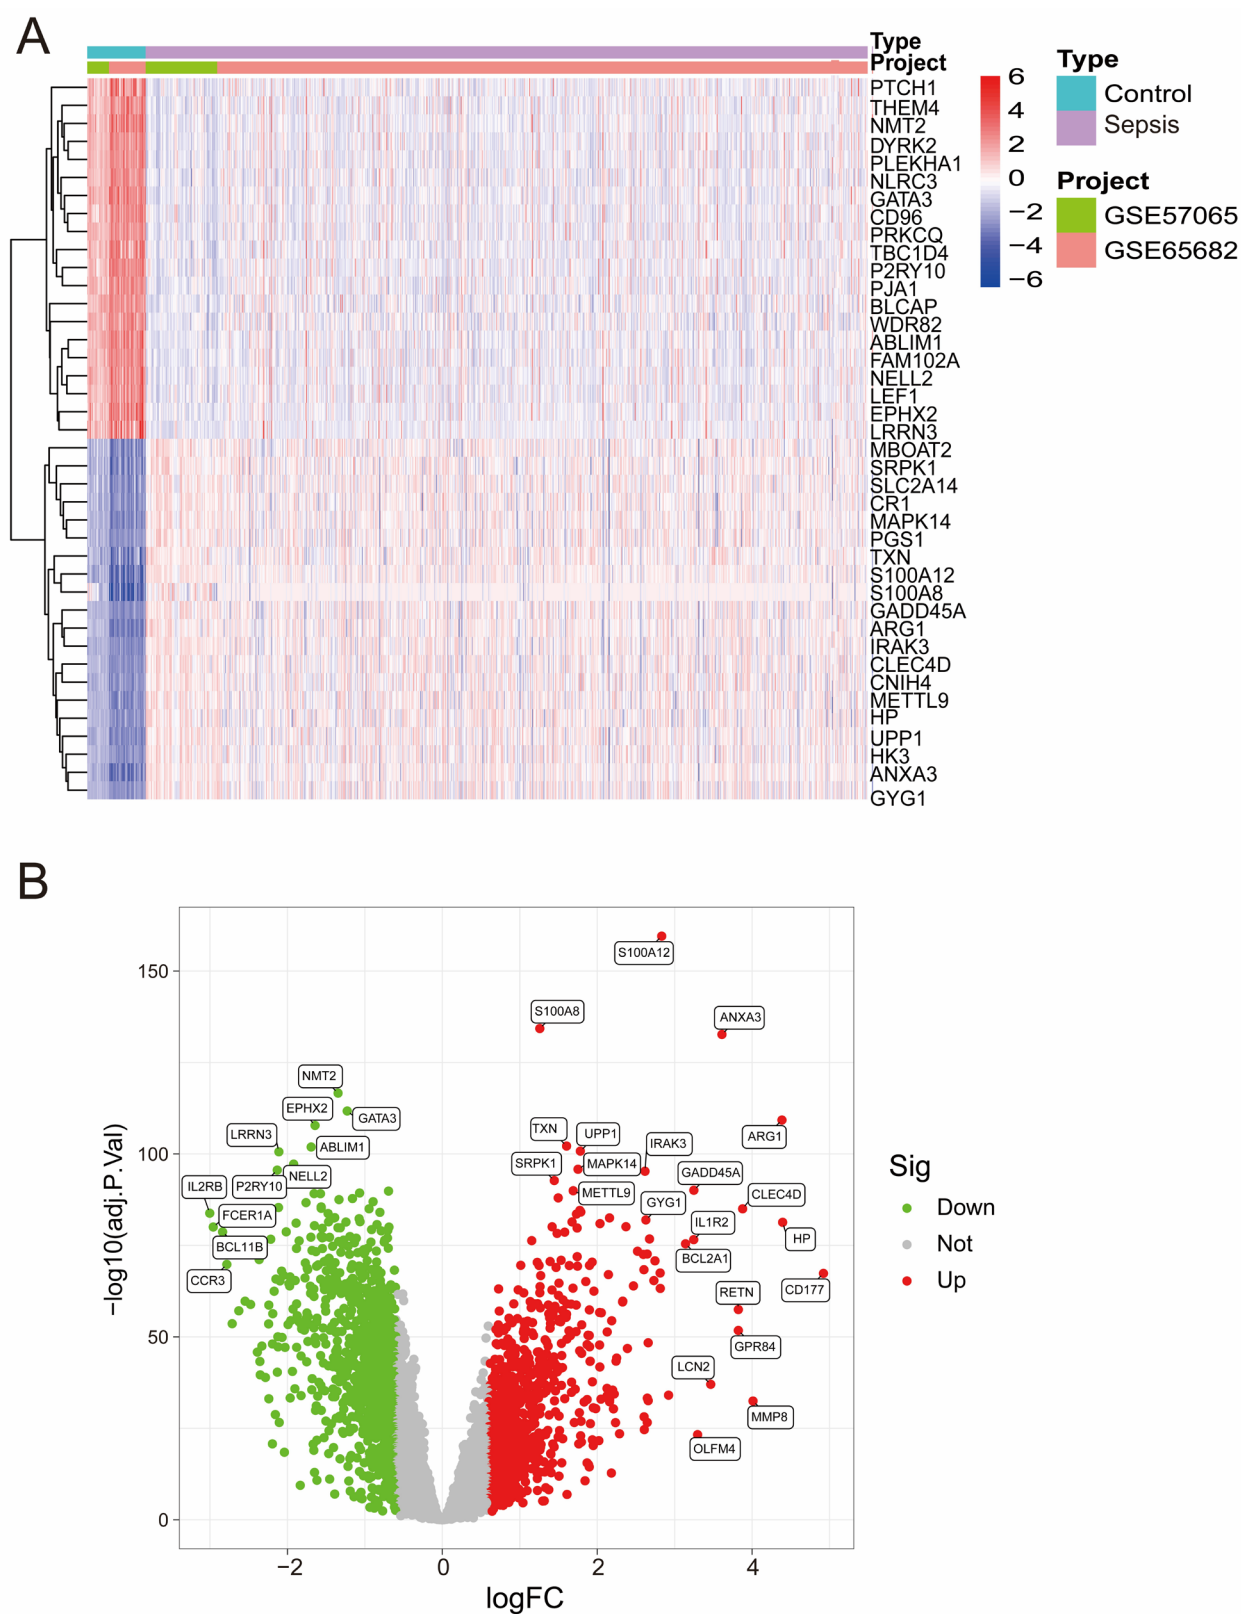 A
Type
Project
PTCH1
THEM4
NMT2
DYRK2
PLEKHA1
NLRC3
GATA3
CD96
PRKCQ
TBC1D4
P2RY10
PJA1
BLCAP
WDR82
ABLIM1
FAM102A
NELL2
LEF1
EPHX2
LRRN3
MBOAT2
SRPK1
SLC2A14
CR1
MAPK14
PGS1
TXN
S100A12
S100A8
GADD45A
ARG1
IRAK3
CLEC4D
CNIH4
METTL9
HP
UPP1
HK3
ANXA3
GYG1
6
4
2
0
−2
−4
−6
Type
Control
Sepsis
Project
GSE57065
GSE65682
B
−log10(adj.P.Val)
150
100
50
0
−2
0
2
4
logFC
S100A12
S100A8
ANXA3
NMT2
EPHX2
GATA3
LRRN3
ABLIM1
TXN
UPP1
IRAK3
ARG1
SRPK1
MAPK14
NELL2
GADD45A
IL2RB
P2RY10
METTL9
CLEC4D
GYG1
FCER1A
IL1R2
HP
BCL11B
BCL2A1
CCR3
CD177
RETN
GPR84
LCN2
MMP8
OLFM4
Sig
Down
Not
Up